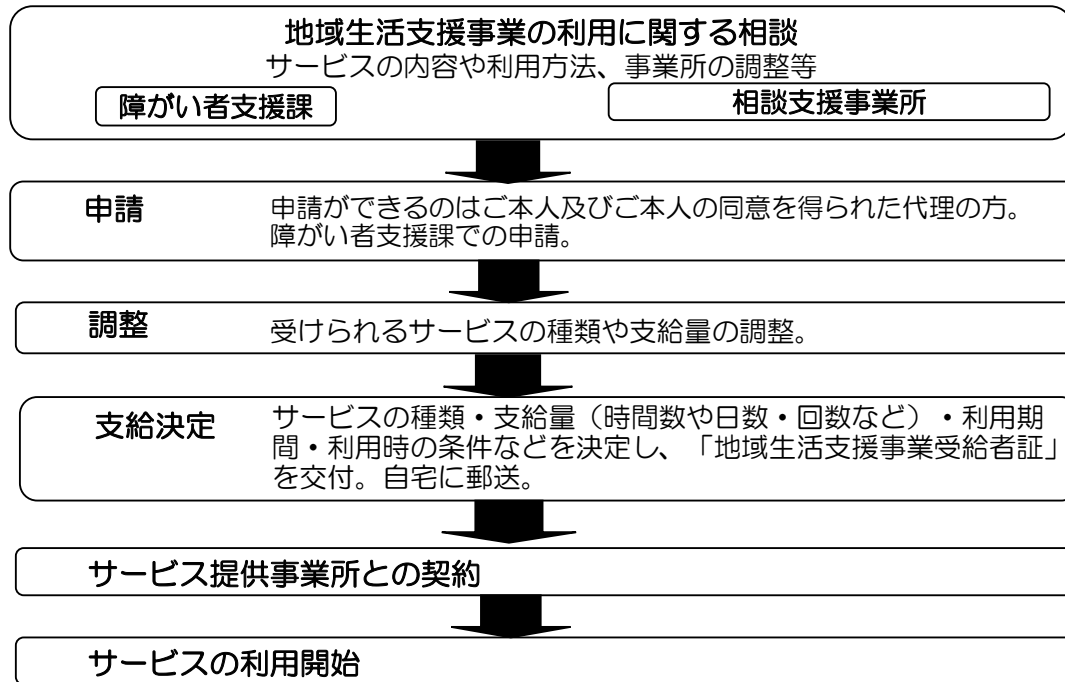 地域生活支援事業の利用に関する相談
サービスの内容や利用方法、事業所の調整等
障がい者支援課
相談支援事業所
申請
申請ができるのはご本人及びご本人の同意を得られた代理の方。
障がい者支援課での申請。
調整
受けられるサービスの種類や支給量の調整。
支給決定
サービスの種類・支給量（時間数や日数・回数など）・利用期
間・利用時の条件などを決定し、「地域生活支援事業受給者証」
を交付。自宅に郵送。
サービス提供事業所との契約
サービスの利用開始